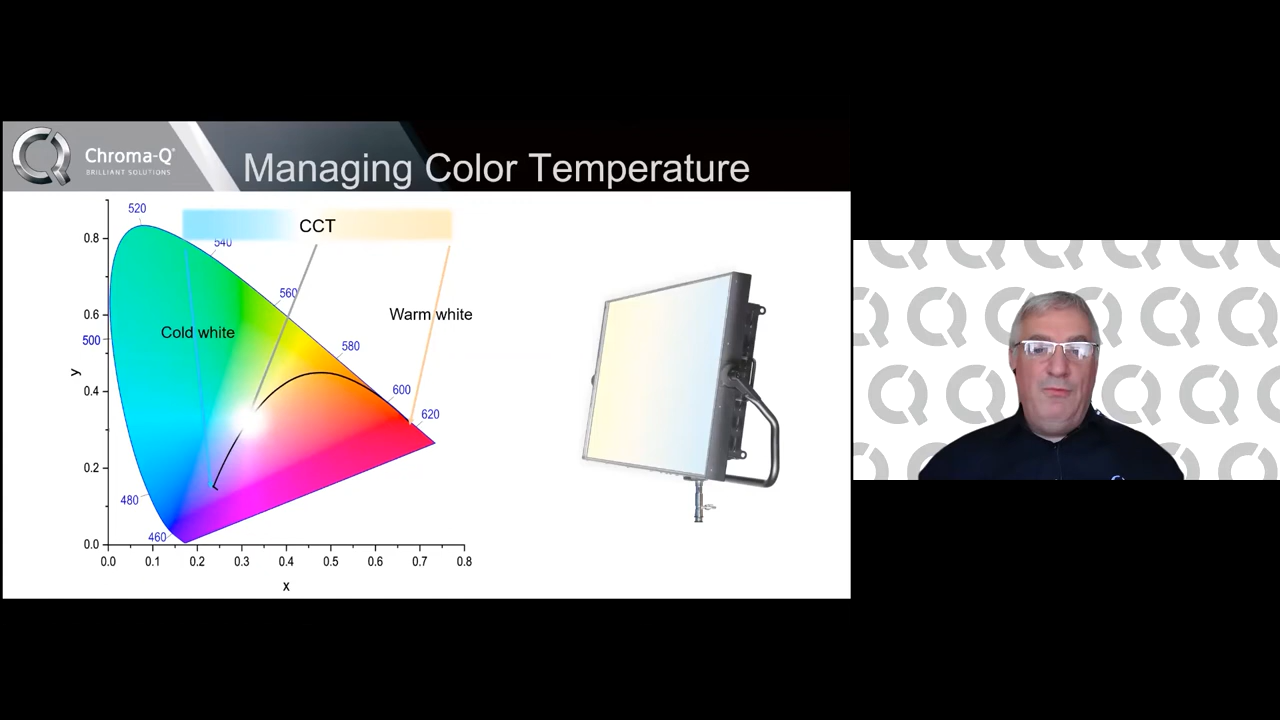 Chroma-Q®
BRILLIANT SOLUTIONS
Managing Color Temperature
520
CCT
540
0.8
560
Warm white
0.6
Cold white
500
580
y
0.4
600
620
0.2
480
460
0.0
0.0 0.1 0.2 0.3 0.4 0.5 0.6 0.7 0.8
x